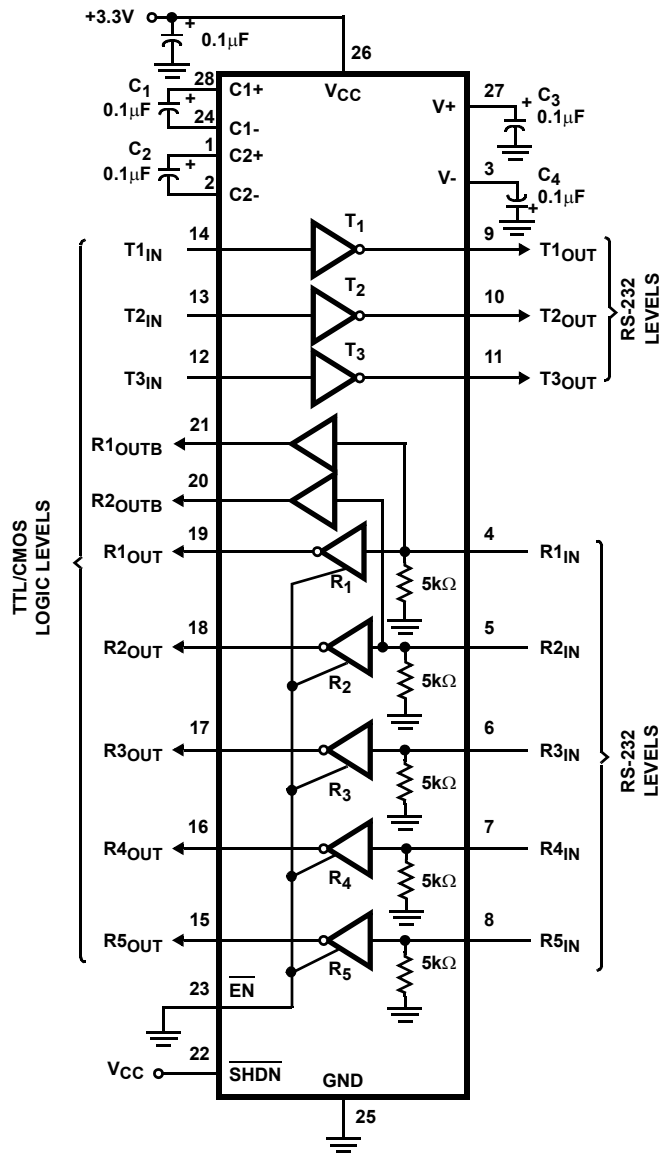 +3.3V
+
0.1μF
26
28
C1+
VCC
C1
0.1μF
+
24
C1-
27
V+
+
C3
0.1μF
1
C2+
C2
0.1μF
+
2
C2-
3
V-
C4
0.1μF
+
T1
14
T1IN
9
T1OUT
T2
13
T2IN
10
T2OUT
T3
12
T3IN
11
T3OUT
RS-232
LEVELS
21
R1OUTB
20
R2OUTB
19
R1OUT
R1
4
R1IN
5kΩ
18
R2OUT
R2
5
R2IN
5kΩ
17
R3OUT
R3
6
R3IN
5kΩ
16
R4OUT
R4
7
R4IN
5kΩ
15
R5OUT
R5
8
R5IN
5kΩ
TTL/CMOS
LOGIC LEVELS
RS-232
LEVELS
23
EN
22
VCC
SHDN
GND
25